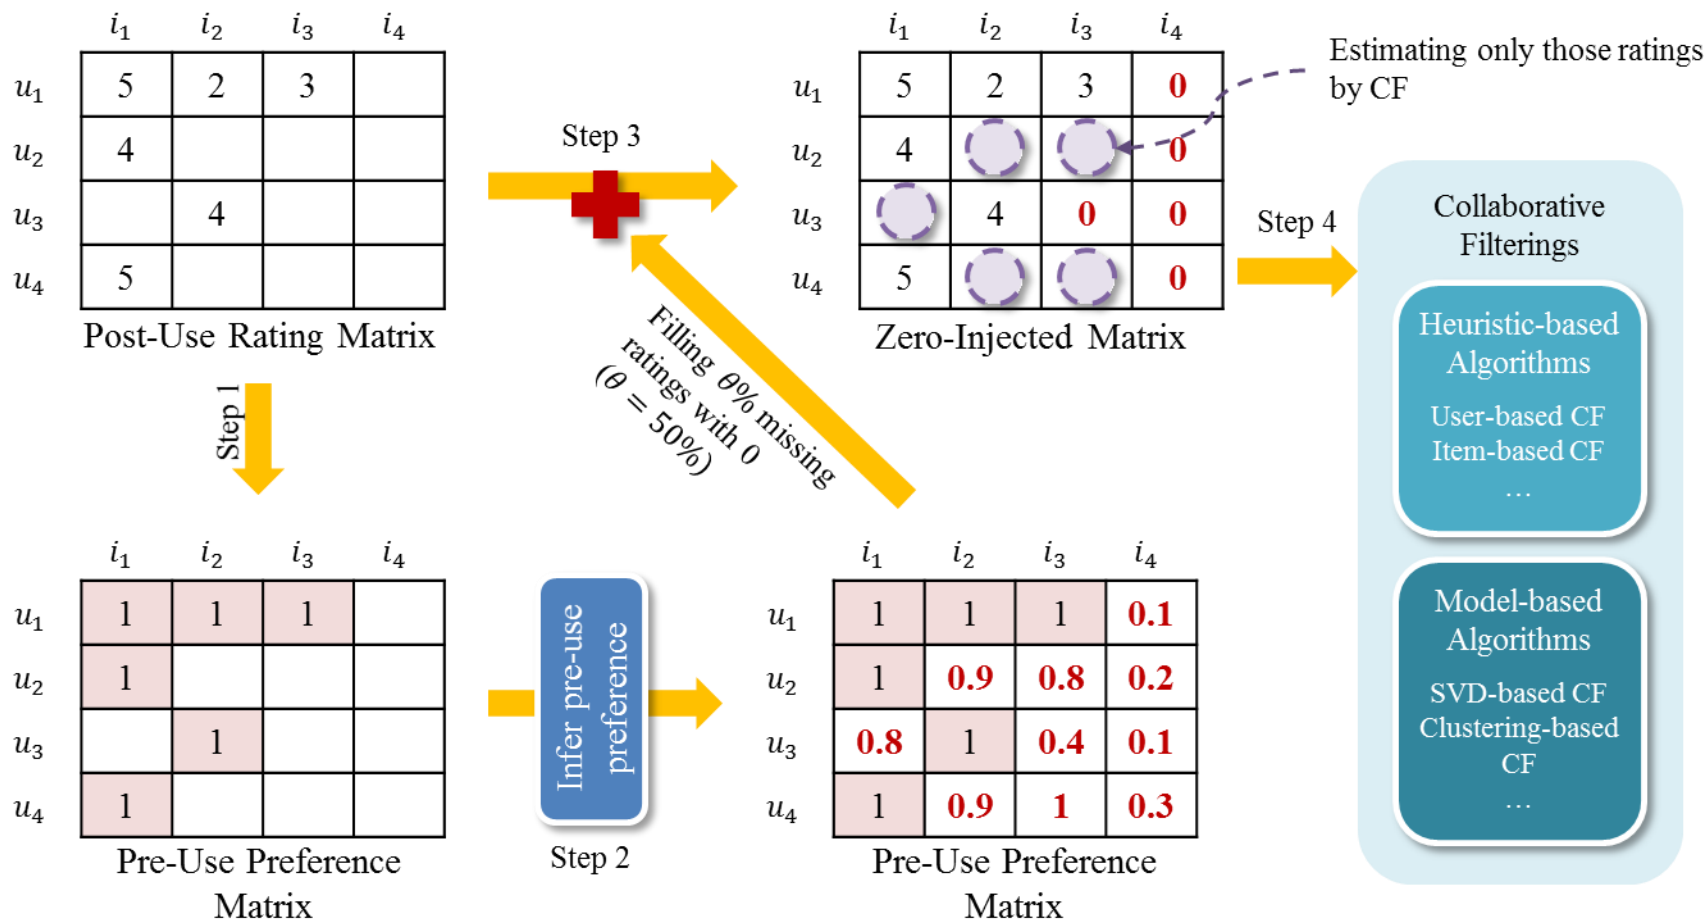 i₁ i₂ i₃ i₄
u₁ 5 2 3
u₂ 4
u₃ 4
u₄ 5
Post-Use Rating Matrix
Step 1
Step 3
Filling θ% missing
ratings with 0
(θ = 50%)
i₁ i₂ i₃ i₄
u₁ 5 2 3 0
u₂ 4 0
u₃ 4 0 0
u₄ 5 0
Zero-Injected Matrix
Estimating only those ratings
by CF
Step 4
Collaborative
Filterings
Heuristic-based
Algorithms
User-based CF
Item-based CF
...
Model-based
Algorithms
SVD-based CF
Clustering-based
CF
...
i₁ i₂ i₃ i₄
u₁ 1 1 1
u₂ 1
u₃ 1
u₄ 1
Pre-Use Preference
Matrix
Infer pre-use
preference
Step 2
i₁ i₂ i₃ i₄
u₁ 1 1 1 0.1
u₂ 1 0.9 0.8 0.2
u₃ 0.8 1 0.4 0.1
u₄ 1 0.9 1 0.3
Pre-Use Preference
Matrix